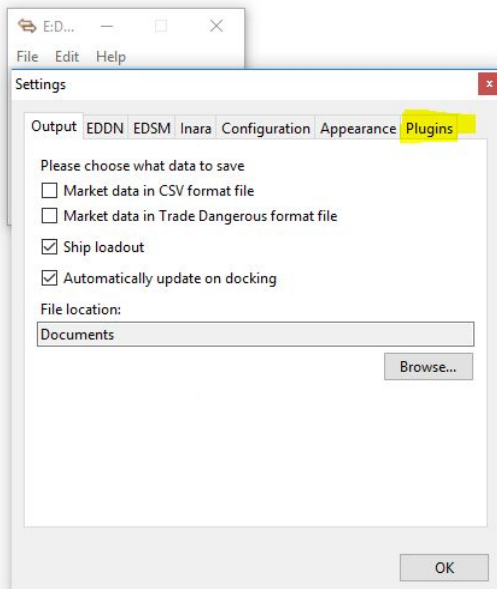 E:D...
File Edit Help
Settings
Output EDDN EDSM Inara Configuration Appearance Plugins
Please choose what data to save
Market data in CSV format file
Market data in Trade Dangerous format file
Ship loadout
Automatically update on docking
File location:
Documents
Browse...
OK